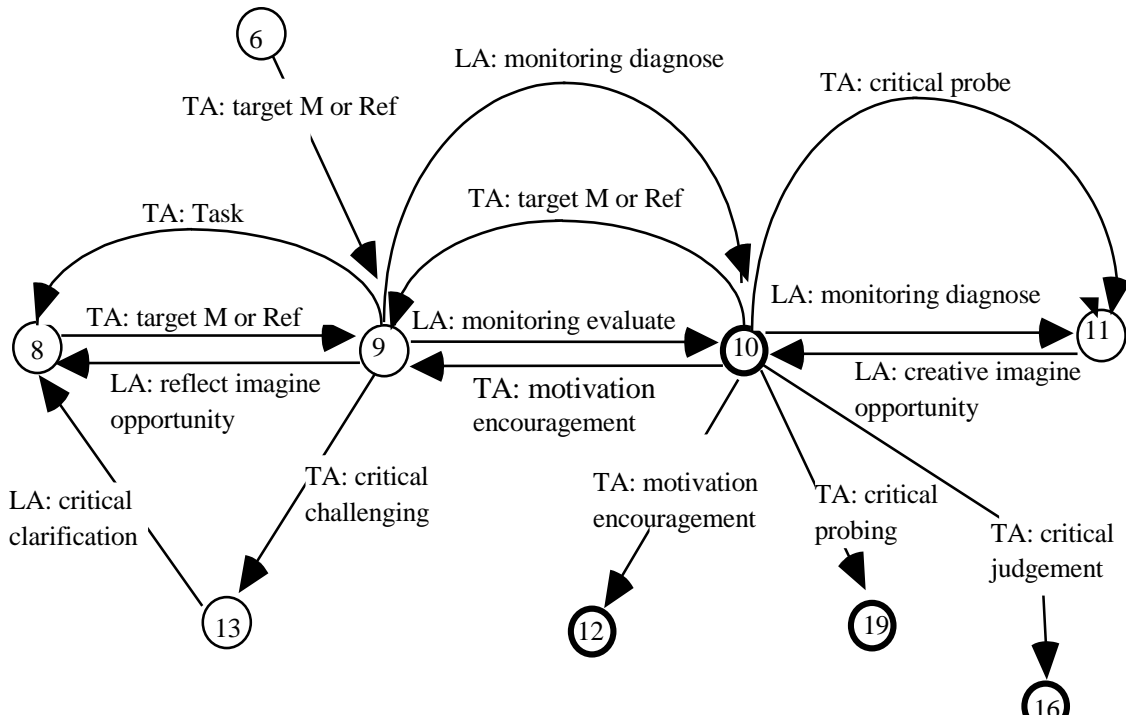 6
LA: monitoring diagnose
TA: critical probe
TA: target M or Ref
TA: target M or Ref
TA: Task
LA: monitoring diagnose
TA: target M or Ref
LA: monitoring evaluate
8
9
10
11
LA: reflect imagine
opportunity
TA: motivation
encouragement
LA: creative imagine
opportunity
TA: critical
challenging
TA: motivation
encouragement
TA: critical
probing
LA: critical
clarification
TA: critical
judgement
13
12
19
16